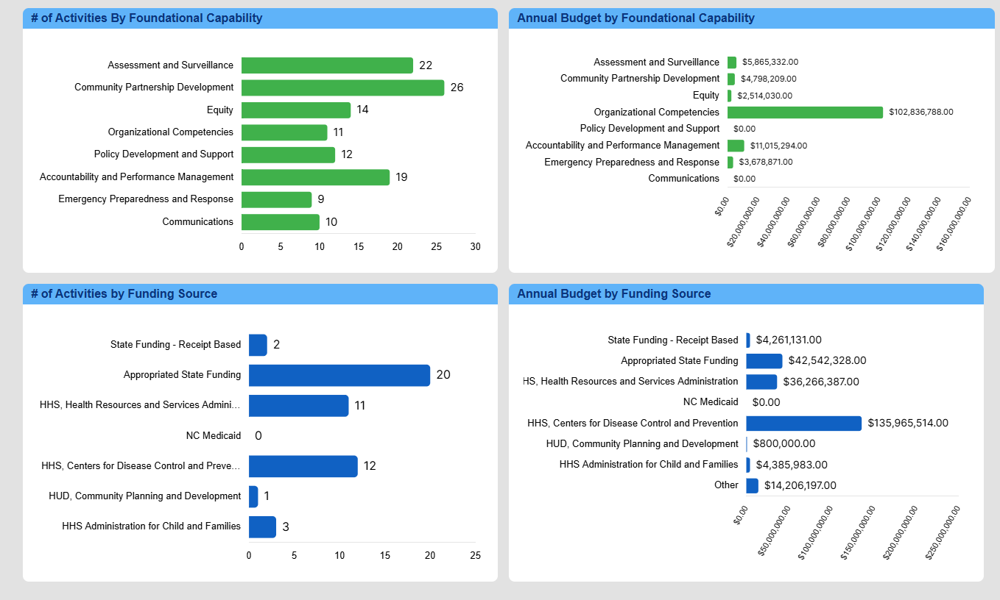 # of Activities By Foundational Capability
Assessment and Surveillance 22
Community Partnership Development 26
Equity 14
Organizational Competencies 11
Policy Development and Support 12
Accountability and Performance Management 19
Emergency Preparedness and Response 9
Communications 10
0 5 10 15 20 25 30
Annual Budget by Foundational Capability
Assessment and Surveillance $5,865,332.00
Community Partnership Development $4,798,209.00
Equity $2,514,030.00
Organizational Competencies $102,836,788.00
Policy Development and Support $0.00
Accountability and Performance Management $11,015,294.00
Emergency Preparedness and Response $3,678,871.00
Communications $0.00
$0.00 $20,000,000.00 $40,000,000.00 $60,000,000.00 $80,000,000.00 $100,000,000.00 $120,000,000.00 $140,000,000.00 $160,000,000.00
# of Activities by Funding Source
State Funding - Receipt Based 2
Appropriated State Funding 20
HHS, Health Resources and Services Admini... 11
NC Medicaid 0
HHS, Centers for Disease Control and Preve... 12
HUD, Community Planning and Development 1
HHS Administration for Child and Families 3
0 5 10 15 20 25
Annual Budget by Funding Source
State Funding - Receipt Based $4,261,131.00
Appropriated State Funding $42,542,328.00
HS, Health Resources and Services Administration $36,266,387.00
NC Medicaid $0.00
HHS, Centers for Disease Control and Prevention $135,965,514.00
HUD, Community Planning and Development $800,000.00
HHS Administration for Child and Families $4,385,983.00
Other $14,206,197.00
$0.00 $50,000,000.00 $100,000,000.00 $150,000,000.00 $200,000,000.00 $250,000,000.00